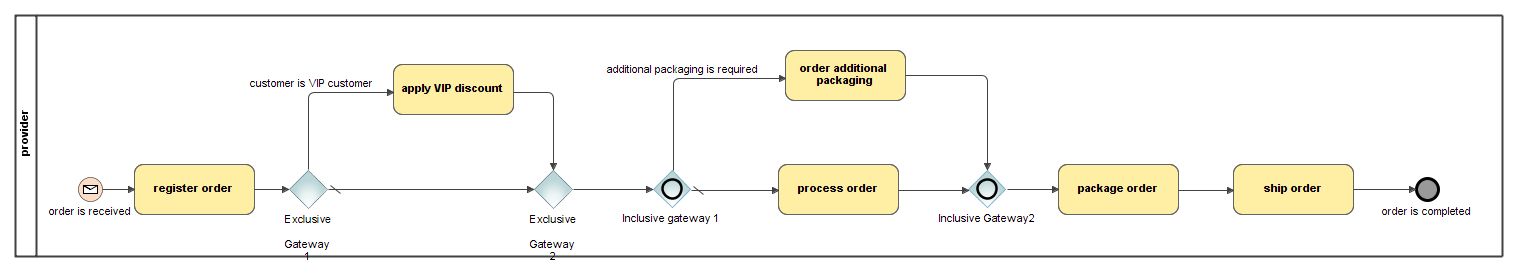 provider
order is received
register order
customer is VIP customer
apply VIP discount
Exclusive
Gateway
1
Exclusive
Gateway
2
additional packaging is required
order additional
packaging
Inclusive gateway 1
process order
Inclusive Gateway2
package order
ship order
order is completed